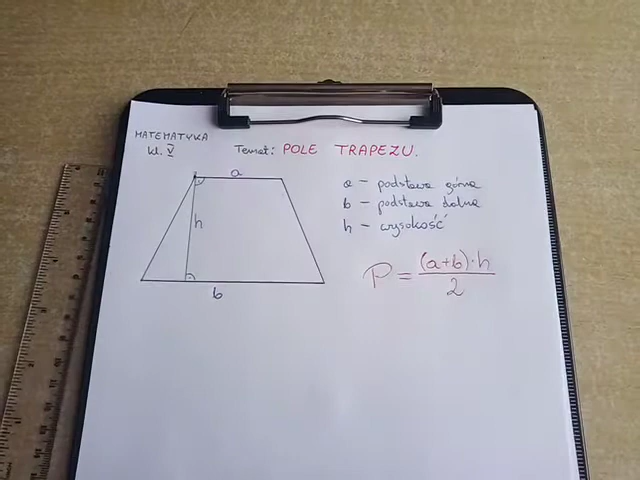 MATEMATYKA
kl. V
Temat: POLE TRAPEZU.
a
h
b
a – podstawa górna
b – podstawa dolna
h – wysokość
P = (a+b)·h / 2